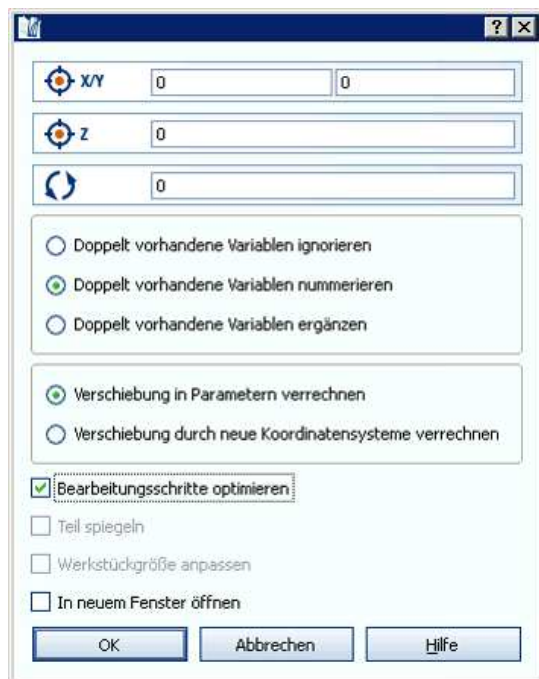 X/Y 0 0
Z 0
0
Doppelt vorhandene Variablen ignorieren
Doppelt vorhandene Variablen nummerieren
Doppelt vorhandene Variablen ergänzen
Verschiebung in Parametern verrechnen
Verschiebung durch neue Koordinatensysteme verrechnen
Bearbeitungsschritte optimieren
Teil spiegeln
Werkstückgröße anpassen
In neuem Fenster öffnen
OK Abbrechen Hilfe